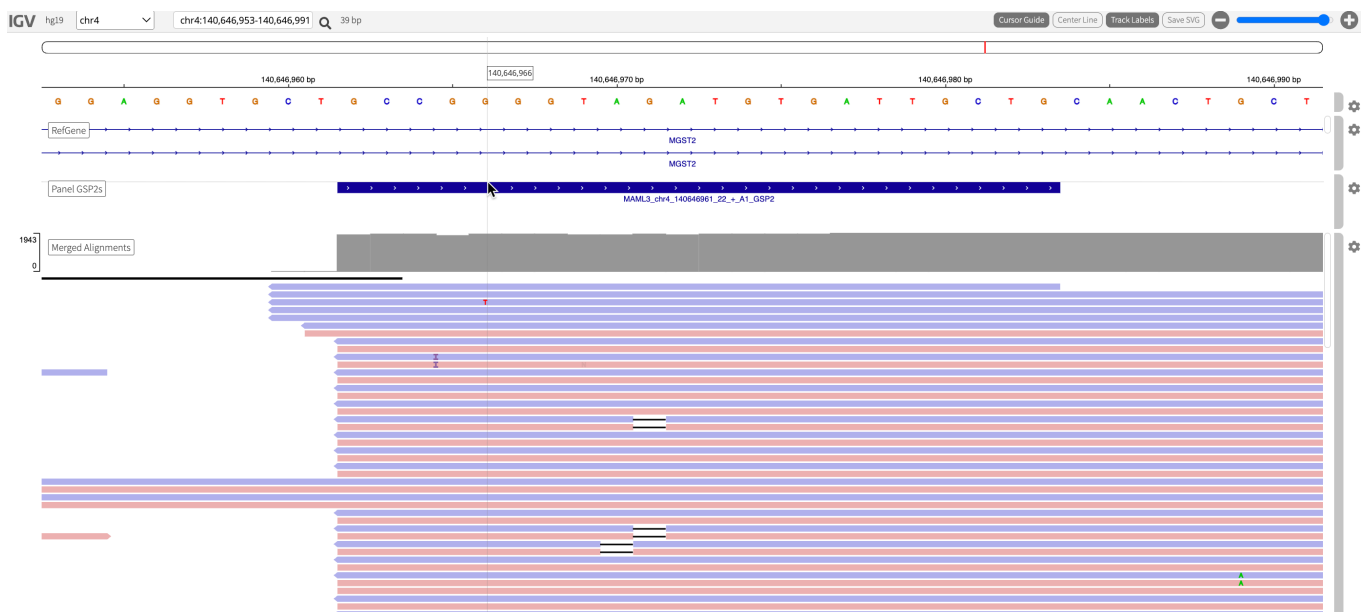 IGV hg19 chr4 chr4:140,646,953-140,646,991 39 bp Cursor Guide Center Line Track Labels Save SVG
140,646,966
140,646,960 bp 140,646,970 bp 140,646,980 bp 140,646,990 bp
G G A G G T G C T G C C G G G G T A G A T G T G A T T G C T G C A A C T G C T
RefGene
MGST2
MGST2
Panel GSP2s
MAML3_chr4_140646961_22_+_A1_GSP2
1943
Merged Alignments
0
T
A
A